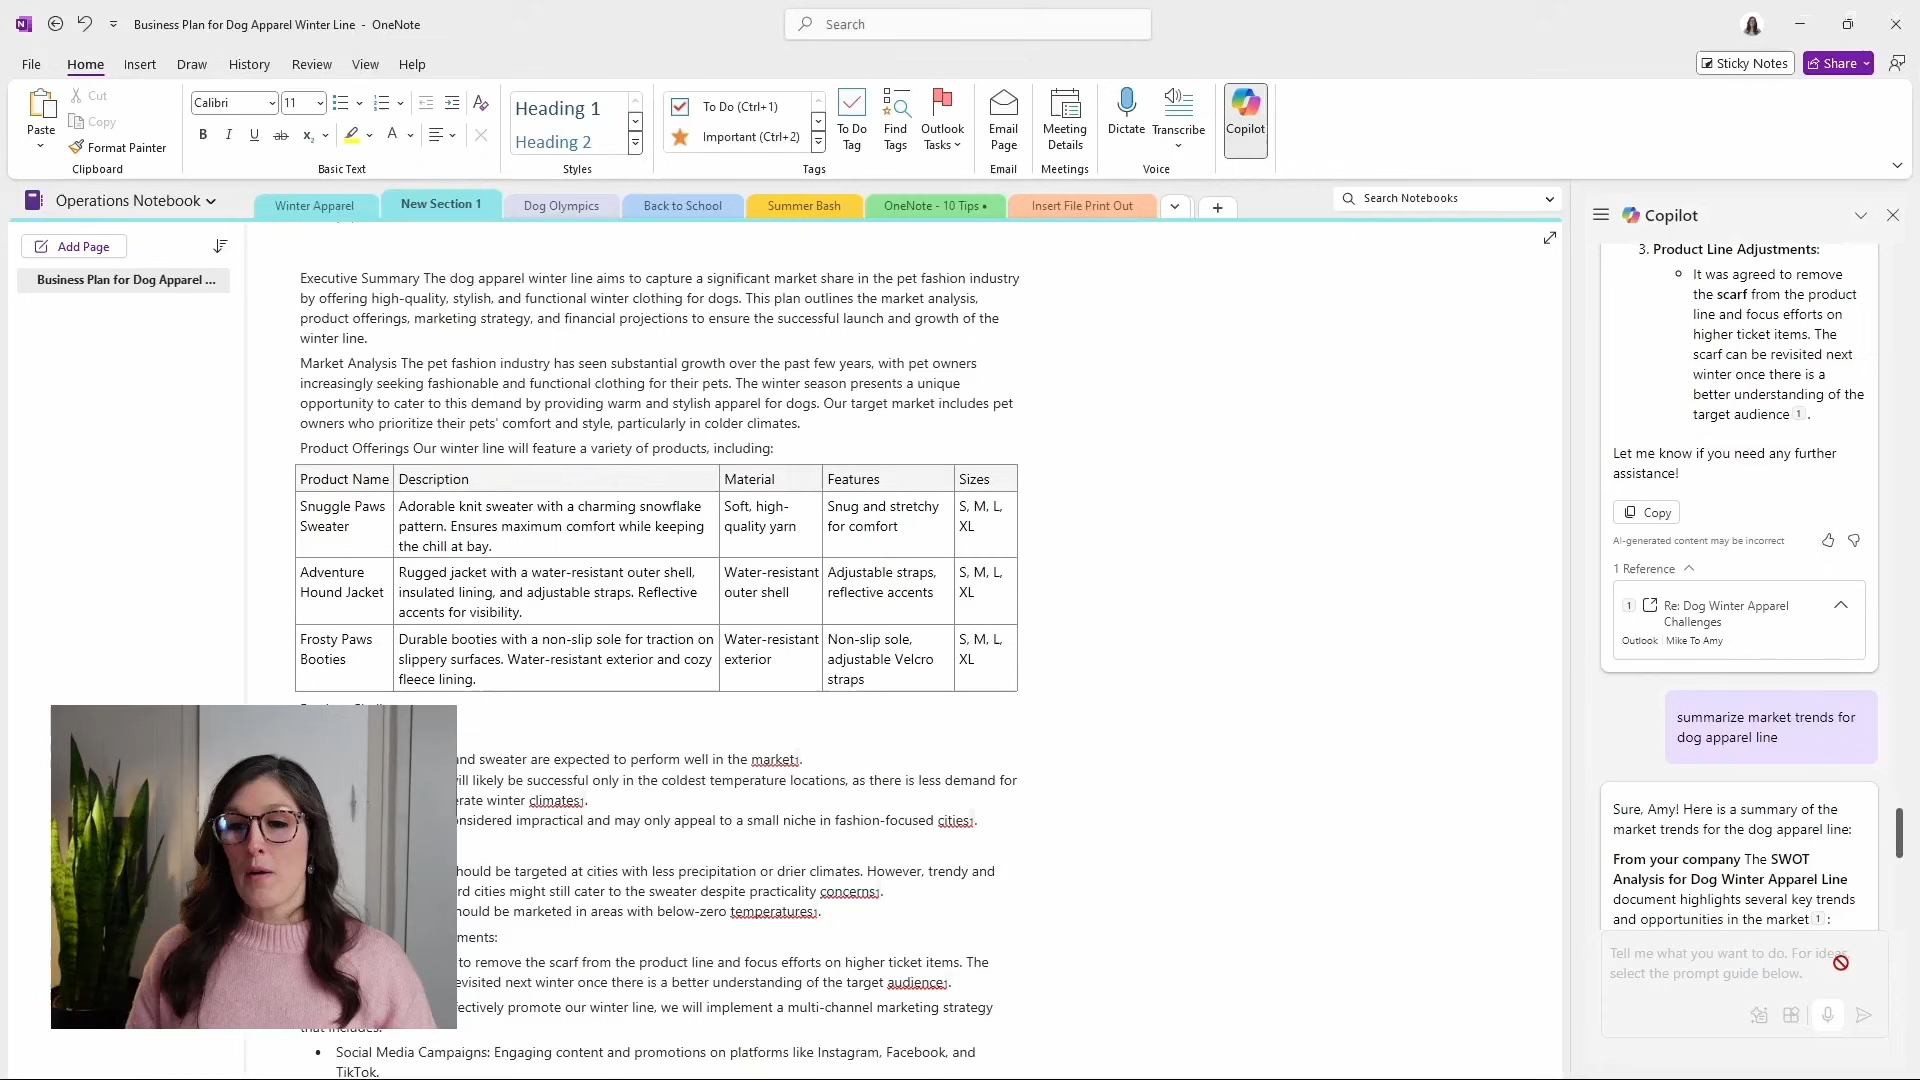 Business Plan for Dog Apparel Winter Line - OneNote
Search
File Home Insert Draw History Review View Help
Sticky Notes
Share
Paste
Cut
Copy
Format Painter
Clipboard
Calibri
11
B I U ab x
A
Basic Text
Heading 1
Heading 2
Styles
To Do (Ctrl+1)
Important (Ctrl+2)
To Do
Tag
Find
Tags
Outlook
Tasks
Tags
Email
Page
Email
Meeting
Details
Meetings
Dictate
Transcribe
Voice
Copilot
Operations Notebook
Winter Apparel
New Section 1
Dog Olympics
Back to School
Summer Bash
OneNote - 10 Tips •
Insert File Print Out
+
Search Notebooks
Add Page
Business Plan for Dog Apparel ...
Executive Summary The dog apparel winter line aims to capture a significant market share in the pet fashion industry
by offering high-quality, stylish, and functional winter clothing for dogs. This plan outlines the market analysis,
product offerings, marketing strategy, and financial projections to ensure the successful launch and growth of the
winter line.
Market Analysis The pet fashion industry has seen substantial growth over the past few years, with pet owners
increasingly seeking fashionable and functional clothing for their pets. The winter season presents a unique
opportunity to cater to this demand by providing warm and stylish apparel for dogs. Our target market includes pet
owners who prioritize their pets' comfort and style, particularly in colder climates.
Product Offerings Our winter line will feature a variety of products, including:
Product Name Description Material Features Sizes
Snuggle Paws
Sweater
Adorable knit sweater with a charming snowflake
pattern. Ensures maximum comfort while keeping
the chill at bay.
Soft, high-
quality yarn
Snug and stretchy
for comfort
S, M, L,
XL
Adventure
Hound Jacket
Rugged jacket with a water-resistant outer shell,
insulated lining, and adjustable straps. Reflective
accents for visibility.
Water-resistant
outer shell
Adjustable straps,
reflective accents
S, M, L,
XL
Frosty Paws
Booties
Durable booties with a non-slip sole for traction on
slippery surfaces. Water-resistant exterior and cozy
fleece lining.
Water-resistant
exterior
Non-slip sole,
adjustable Velcro
straps
S, M, L,
XL
and sweater are expected to perform well in the market1.
ill likely be successful only in the coldest temperature locations, as there is less demand for
erate winter climates1.
onsidered impractical and may only appeal to a small niche in fashion-focused cities1.
hould be targeted at cities with less precipitation or drier climates. However, trendy and
rd cities might still cater to the sweater despite practicality concerns1.
hould be marketed in areas with below-zero temperatures1.
ments:
to remove the scarf from the product line and focus efforts on higher ticket items. The
evisited next winter once there is a better understanding of the target audience1.
fectively promote our winter line, we will implement a multi-channel marketing strategy
that includes:
• Social Media Campaigns: Engaging content and promotions on platforms like Instagram, Facebook, and
TikTok.
Copilot
3. Product Line Adjustments:
It was agreed to remove
the scarf from the product
line and focus efforts on
higher ticket items. The
scarf can be revisited next
winter once there is a
better understanding of the
target audience 1 .
Let me know if you need any further
assistance!
Copy
AI-generated content may be incorrect
1 Reference
1 Re: Dog Winter Apparel
Challenges
Outlook | Mike To Amy
summarize market trends for
dog apparel line
Sure, Amy! Here is a summary of the
market trends for the dog apparel line:
From your company The SWOT
Analysis for Dog Winter Apparel Line
document highlights several key trends
and opportunities in the market 1 :
Tell me what you want to do. For ideas,
select the prompt guide below.